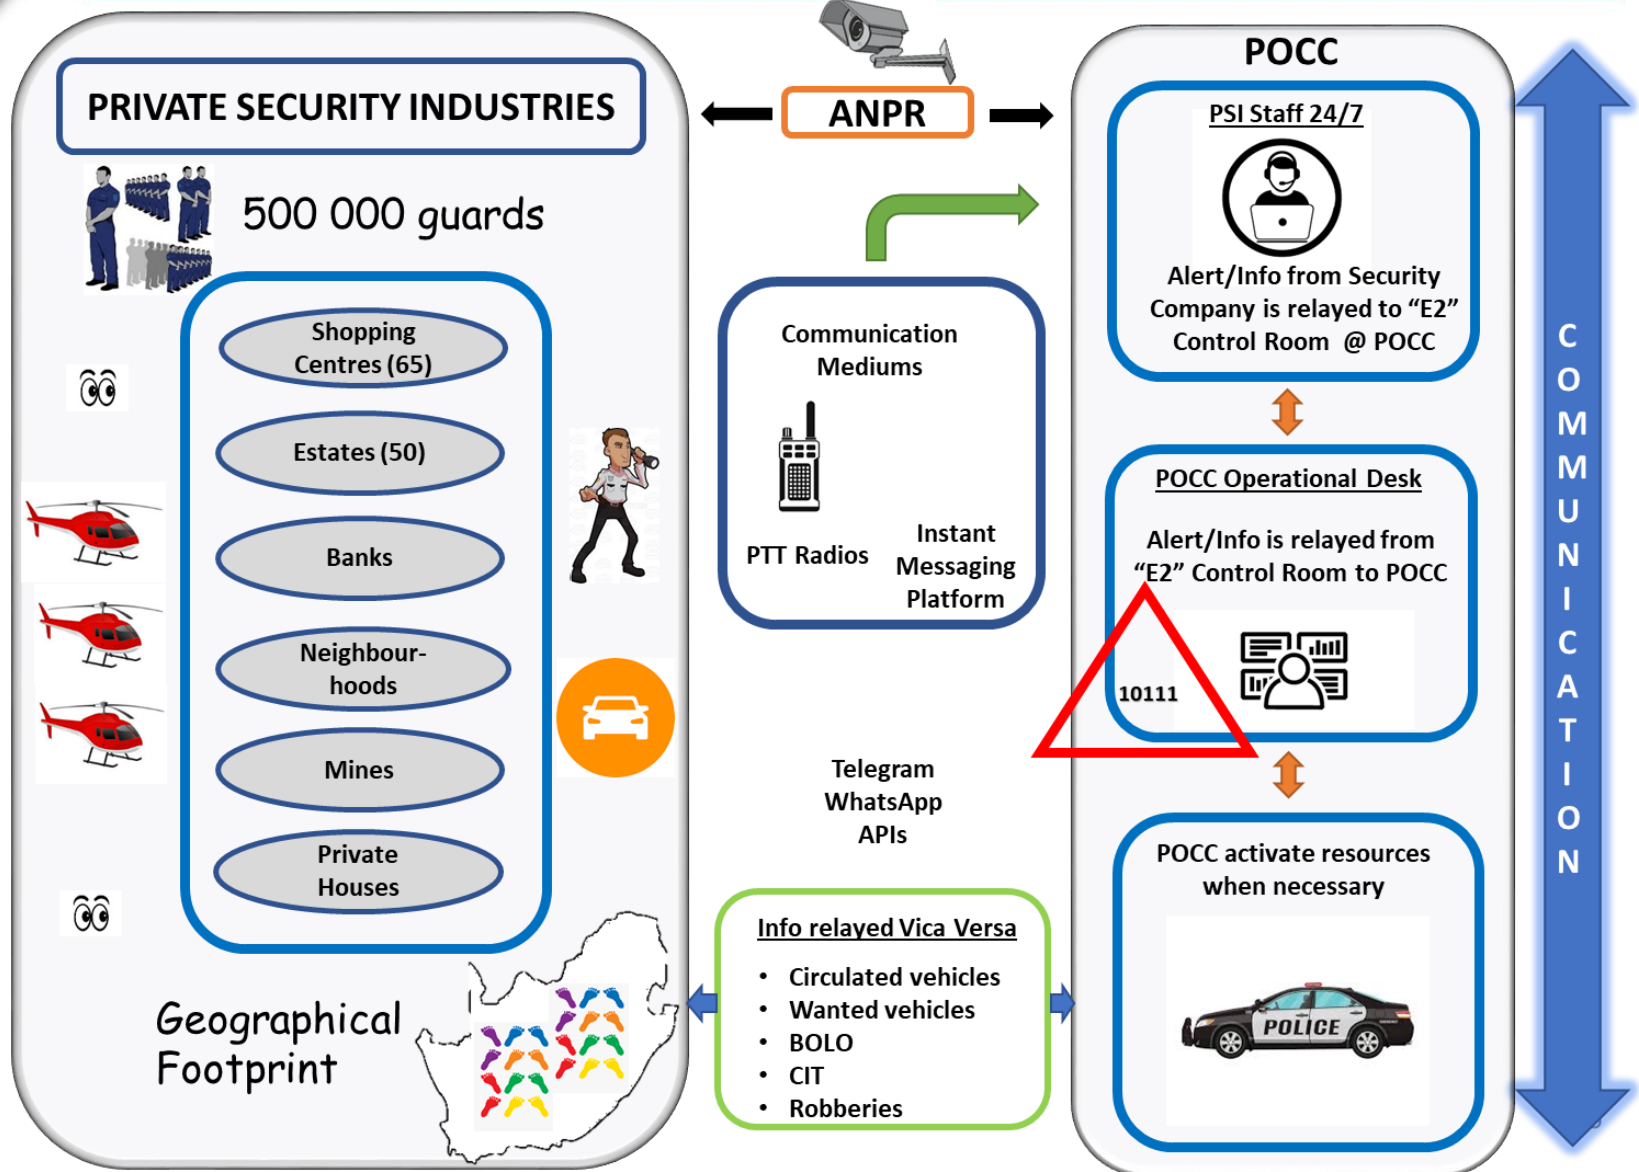 PRIVATE SECURITY INDUSTRIES
500 000 guards
Shopping
Centres (65)
Estates (50)
Banks
Neighbour-
hoods
Mines
Private
Houses
Geographical
Footprint
ANPR
Communication
Mediums
PTT Radios
Instant
Messaging
Platform
Telegram
WhatsApp
APIs
Info relayed Vica Versa
• Circulated vehicles
• Wanted vehicles
• BOLO
• CIT
• Robberies
POCC
PSI Staff 24/7
Alert/Info from Security
Company is relayed to “E2”
Control Room @ POCC
POCC Operational Desk
Alert/Info is relayed from
“E2” Control Room to POCC
10111
POCC activate resources
when necessary
POLICE
COMMUNICATION